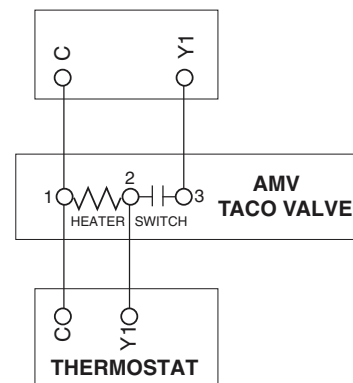 C Y1
1 2 3 AMV
HEATER SWITCH TACO VALVE
C Y1
THERMOSTAT